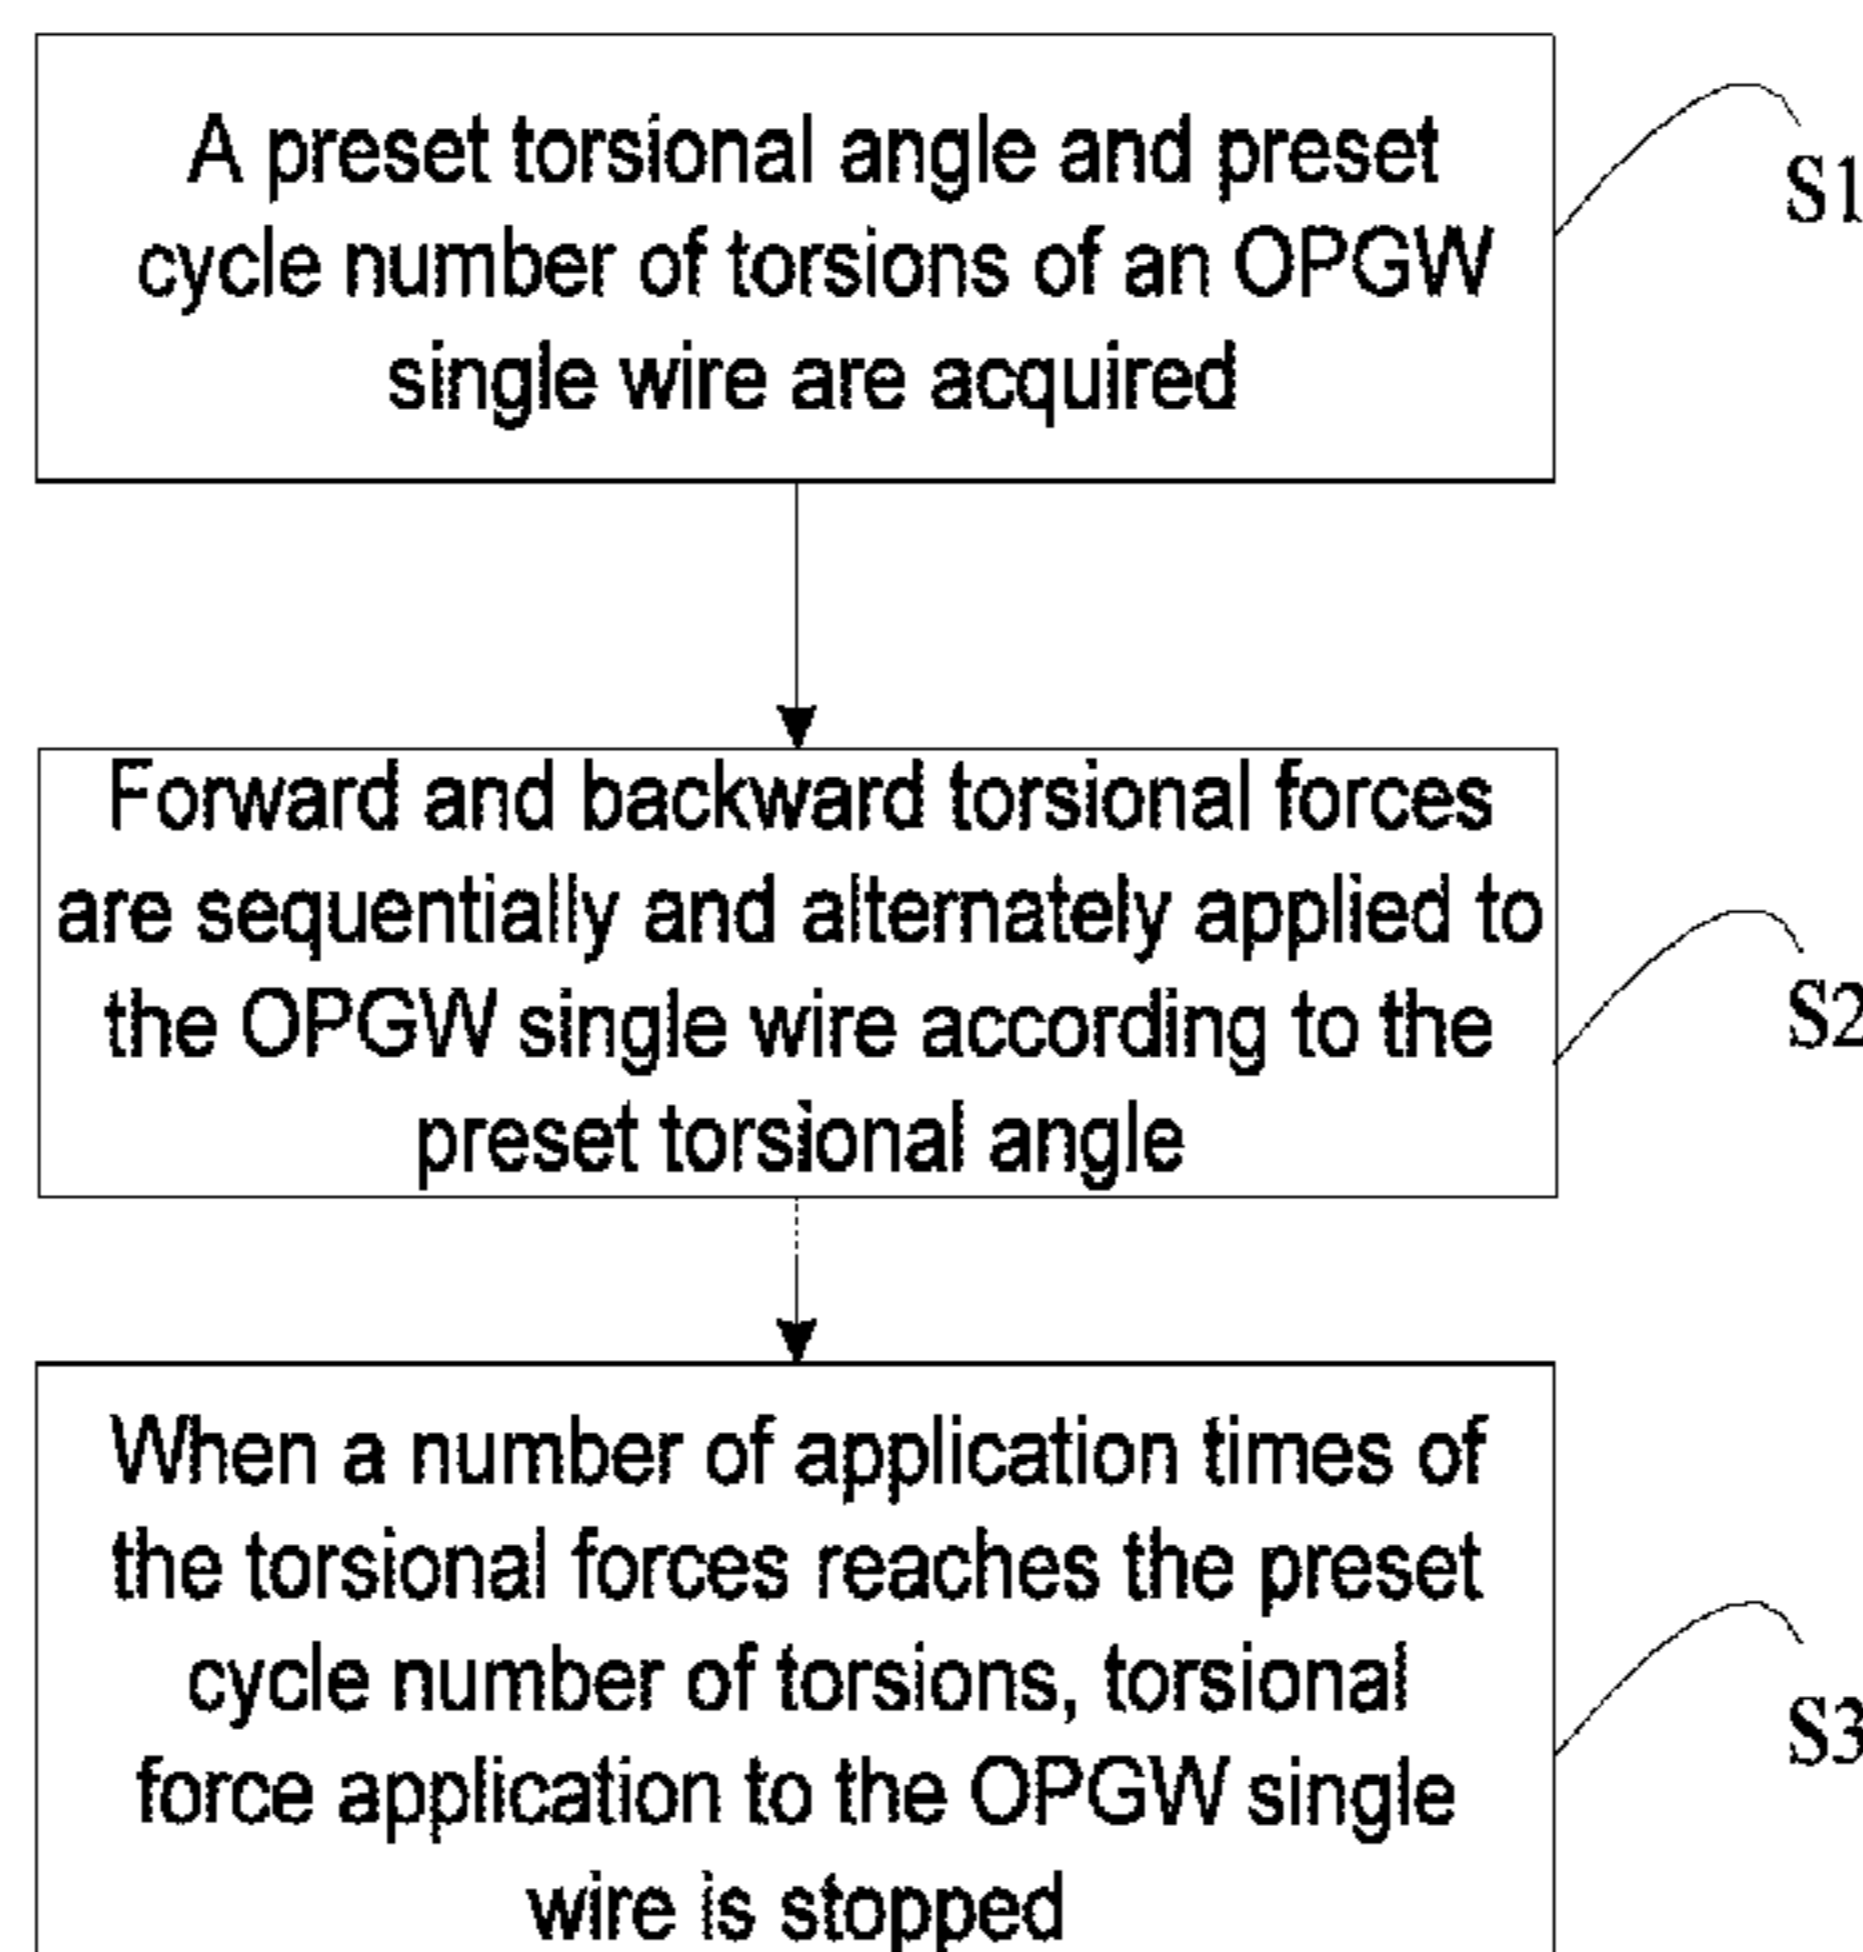 A preset torsional angle and preset
cycle number of torsions of an OPGW
single wire are acquired
S1
Forward and backward torsional forces
are sequentially and alternately applied to
the OPGW single wire according to the
preset torsional angle
S2
When a number of application times of
the torsional forces reaches the preset
cycle number of torsions, torsional
force application to the OPGW single
wire is stopped
S3